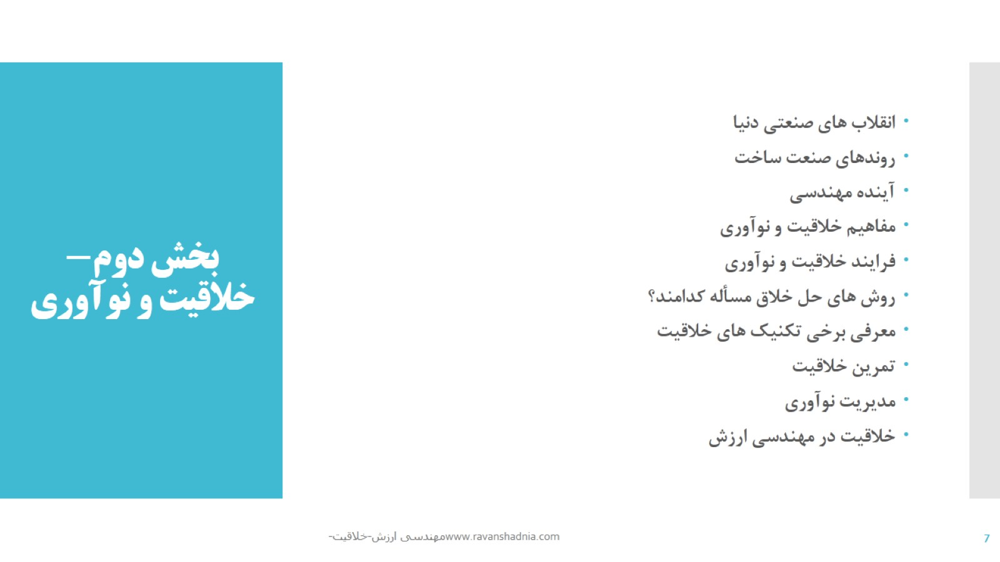 بخش دوم–
خلاقیت و نوآوری
• انقلاب های صنعتی دنیا
• روندهای صنعت ساخت
• آینده مهندسی
• مفاهیم خلاقیت و نوآوری
• فرایند خلاقیت و نوآوری
• روش های حل خلاق مسأله کدامند؟
• معرفی برخی تکنیک های خلاقیت
• تمرین خلاقیت
• مدیریت نوآوری
• خلاقیت در مهندسی ارزش
www.ravanshadnia.comمهندسی ارزش-خلاقیت-
7